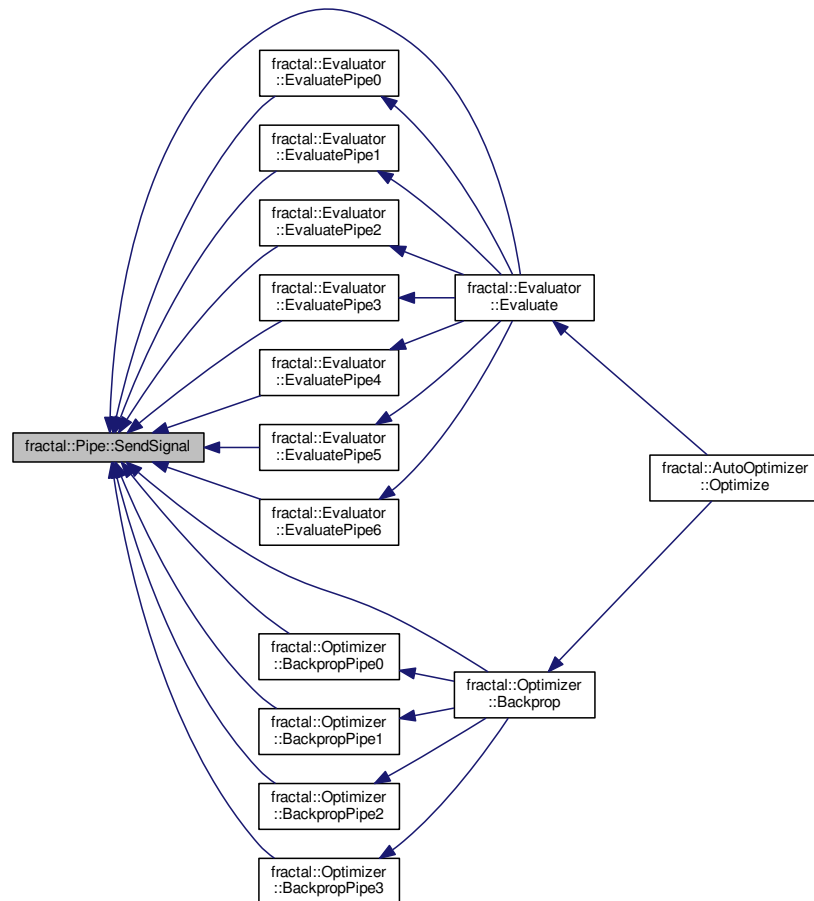 fractal::Evaluator
::EvaluatePipe0
fractal::Evaluator
::EvaluatePipe1
fractal::Evaluator
::EvaluatePipe2
fractal::Evaluator
::EvaluatePipe3
fractal::Evaluator
::Evaluate
fractal::Evaluator
::EvaluatePipe4
fractal::Pipe::SendSignal
fractal::Evaluator
::EvaluatePipe5
fractal::AutoOptimizer
::Optimize
fractal::Evaluator
::EvaluatePipe6
fractal::Optimizer
::BackpropPipe0
fractal::Optimizer
::Backprop
fractal::Optimizer
::BackpropPipe1
fractal::Optimizer
::BackpropPipe2
fractal::Optimizer
::BackpropPipe3